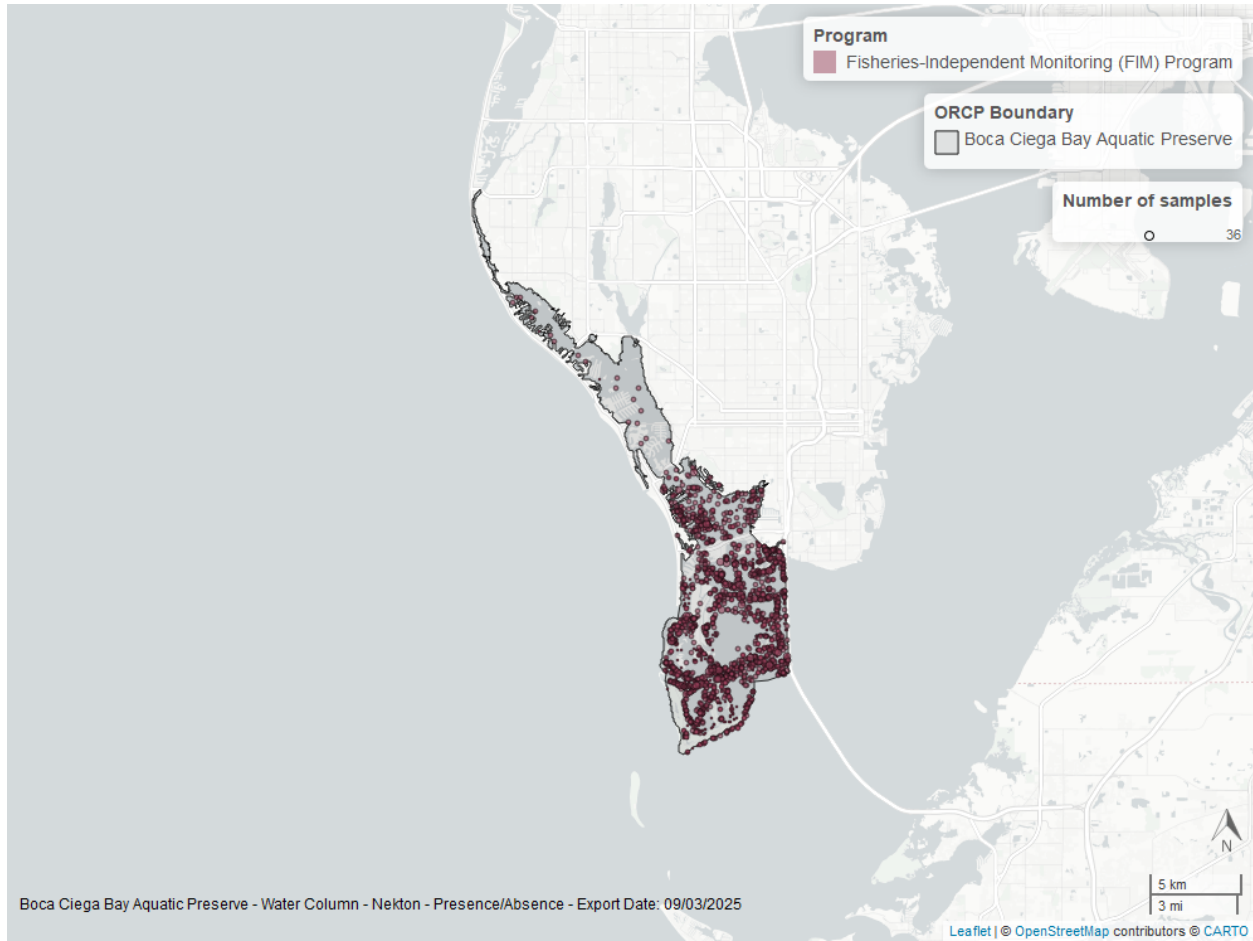 Program
Fisheries-Independent Monitoring (FIM) Program
ORCP Boundary
Boca Ciega Bay Aquatic Preserve
Number of samples
36
N
5 km
3 mi
Boca Ciega Bay Aquatic Preserve - Water Column - Nekton - Presence/Absence - Export Date: 09/03/2025
Leaflet | © OpenStreetMap contributors © CARTO